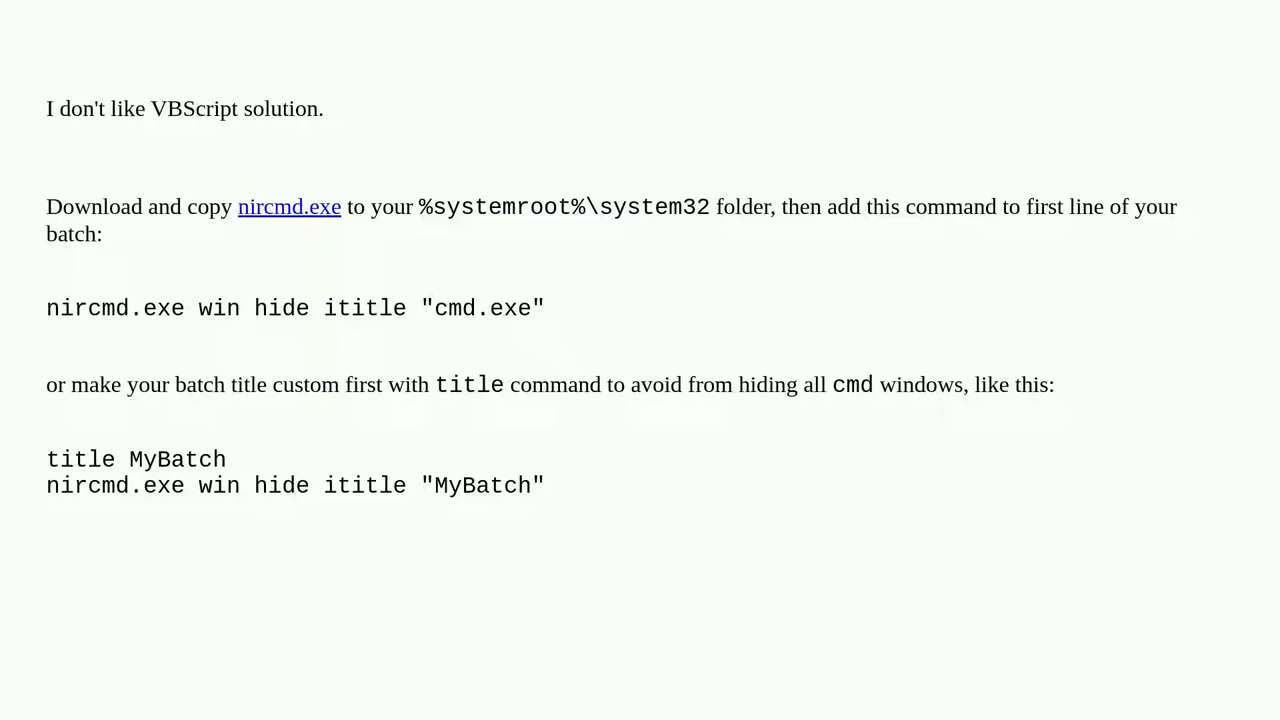 I don't like VBScript solution.
Download and copy nircmd.exe to your %systemroot%\system32 folder, then add this command to first line of your
batch:
nircmd.exe win hide ititle "cmd.exe"
or make your batch title custom first with title command to avoid from hiding all cmd windows, like this:
title MyBatch
nircmd.exe win hide ititle "MyBatch"